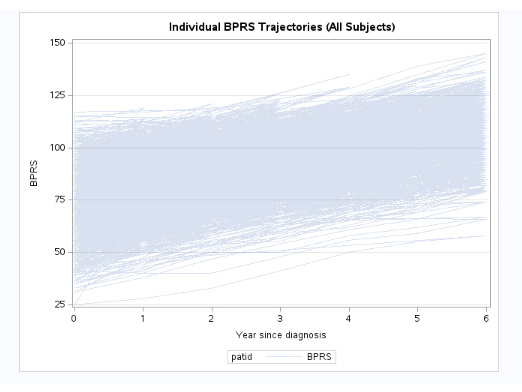 Individual BPRS Trajectories (All Subjects)
150
125
100
75
50
25
BPRS
0 1 2 3 4 5 6
Year since diagnosis
patid BPRS